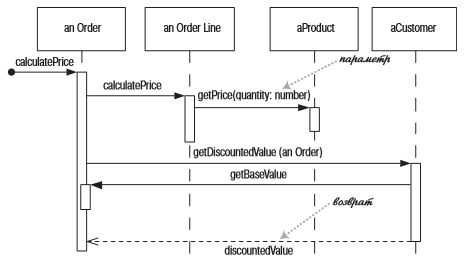 an Order
an Order Line
aProduct
aCustomer
calculatePrice
параметр
calculatePrice
getPrice(quantity: number)
getDiscountedValue (an Order)
getBaseValue
возврат
discountedValue